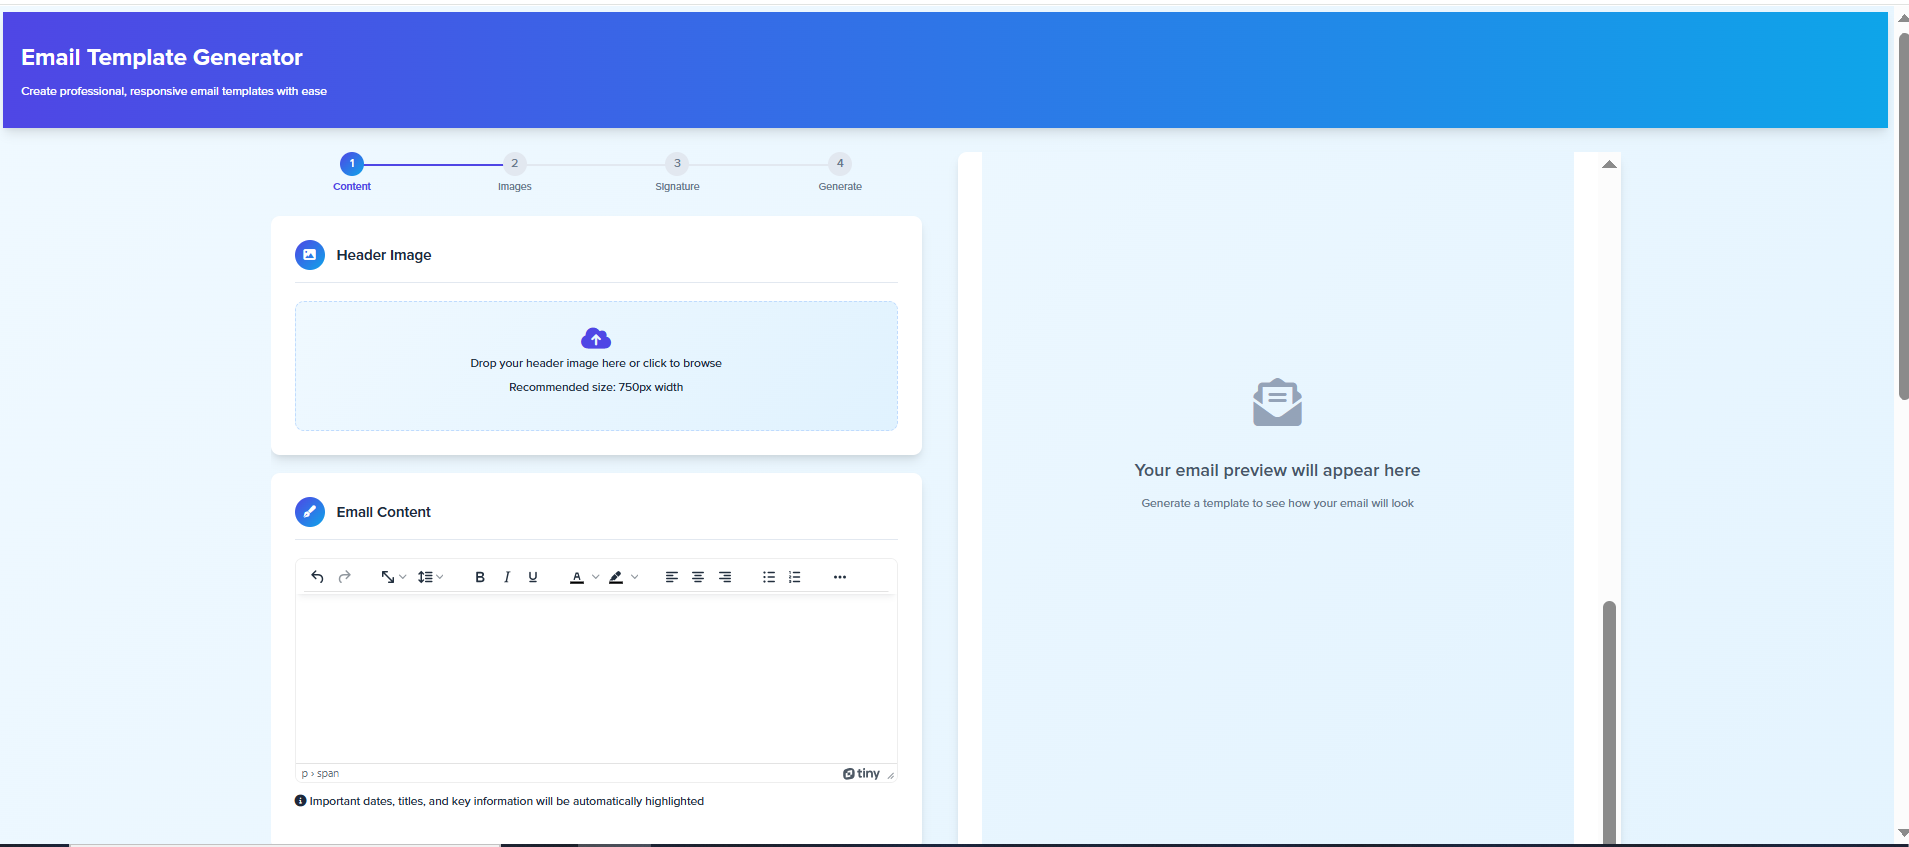 Email Template Generator
Create professional, responsive email templates with ease
1
2
3
4
Content
Images
Signature
Generate
Header Image
Drop your header image here or click to browse
Recommended size: 750px width
Email Content
B I U A
p › span
tiny
Important dates, titles, and key information will be automatically highlighted
Your email preview will appear here
Generate a template to see how your email will look